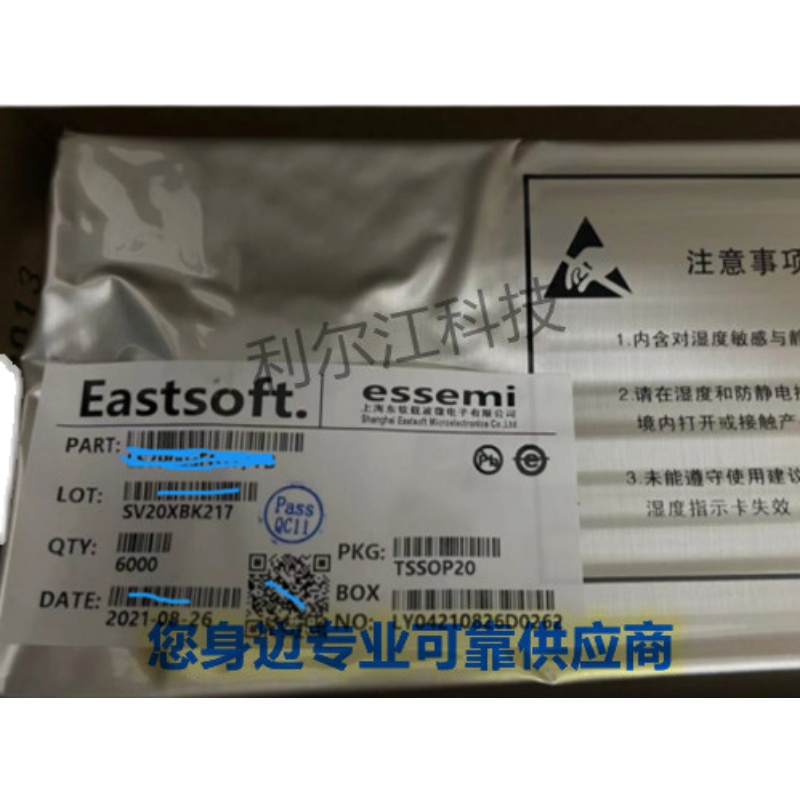 注意事项
1.内含对湿度敏感与静
2.请在湿度和防静电
境内打开或接触产
3.未能遵守使用建议
湿度指示卡失效
利尔江科技
Eastsoft.
essemi
上海东软载波微电子有限公司
Shanghai Eastsoft Microelectronics Co.,Ltd
PART:
Pb
e
LOT:
SV20XBK217
Pass
QC11
QTY:
6000
PKG:
TSSOP20
DATE:
2021-08-26
BOX
NO:
LY04210826D0262
您身边专业可靠供应商